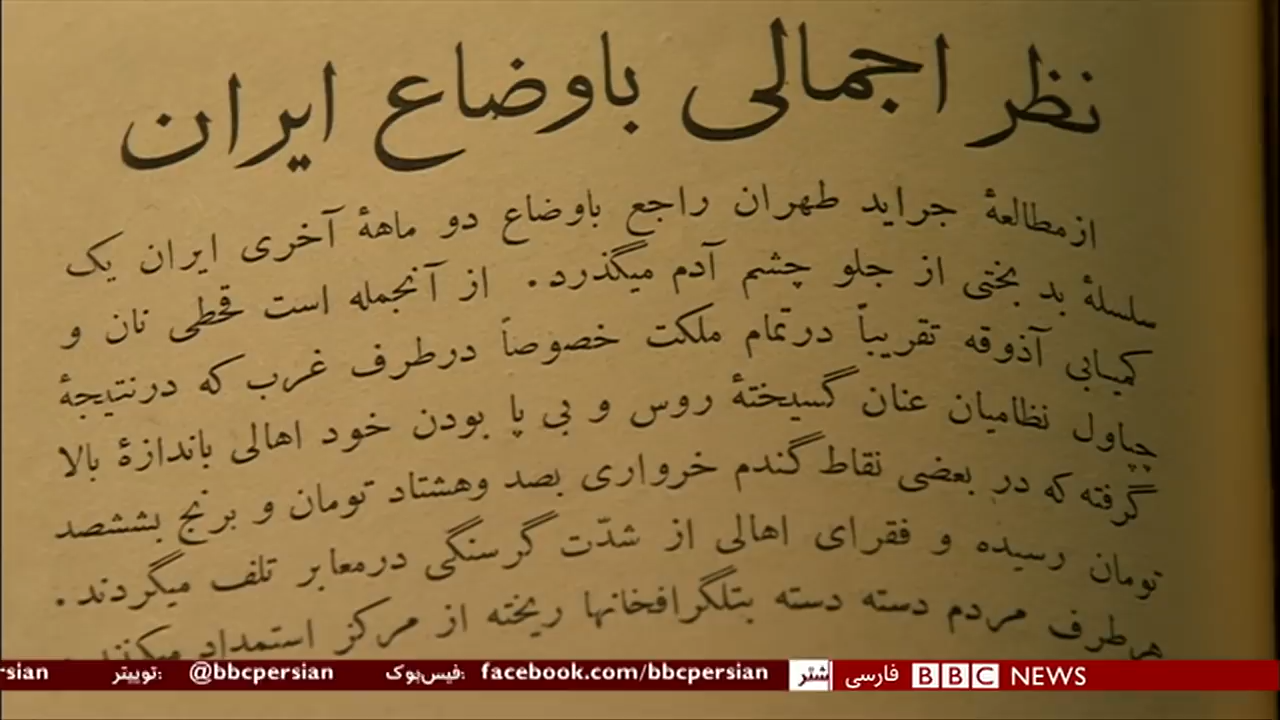 نظر اجمالی باوضاع ایران
ازمطالعهٔ جراید طهران راجع باوضاع دو ماههٔ آخری ایران یک
سلسلهٔ بد بختی از جلو چشم آدم میگذرد. از آنجمله است قحطی نان و
کمیابی آذوقه تقریباً درتمام ملکت خصوصاً درطرف غرب که درنتیجهٔ
چپاول نظامیان عنان گسیختهٔ روس و بی پا بودن خود اهالی باندازهٔ بالا
گرفته که در بعضی نقاط گندم خرواری بصد وهشتاد تومان و برنج بششصد
تومان رسیده و فقرای اهالی از شدّت گرسنگی درمعابر تلف میگردند.
هرطرف مردم دسته دسته بتلگرافخانها ریخته از مرکز استمداد میکنند
rsian توییتر: @bbcpersian فیس‌بوک: facebook.com/bbcpersian شتر فارسی BBC NEWS